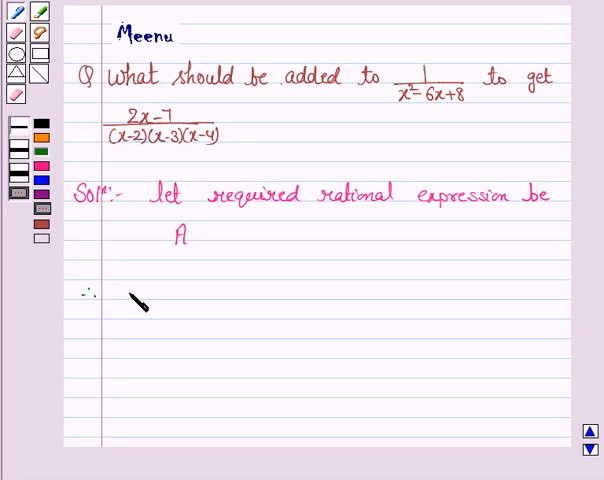 Meenu
Q What should be added to 1/(x²-6x+8) to get
(2x-7)/((x-2)(x-3)(x-4))
Solⁿ:- let required rational expression be
A
∴